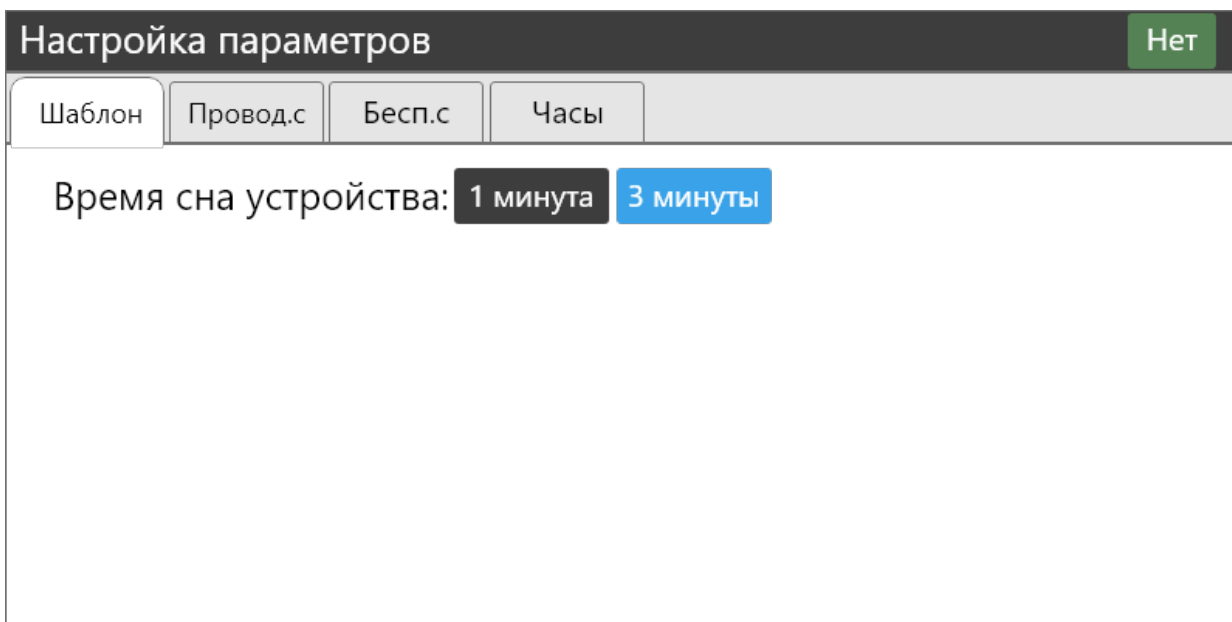 Настройка параметров Нет
Шаблон Провод.с Бесп.с Часы
Время сна устройства: 1 минута 3 минуты